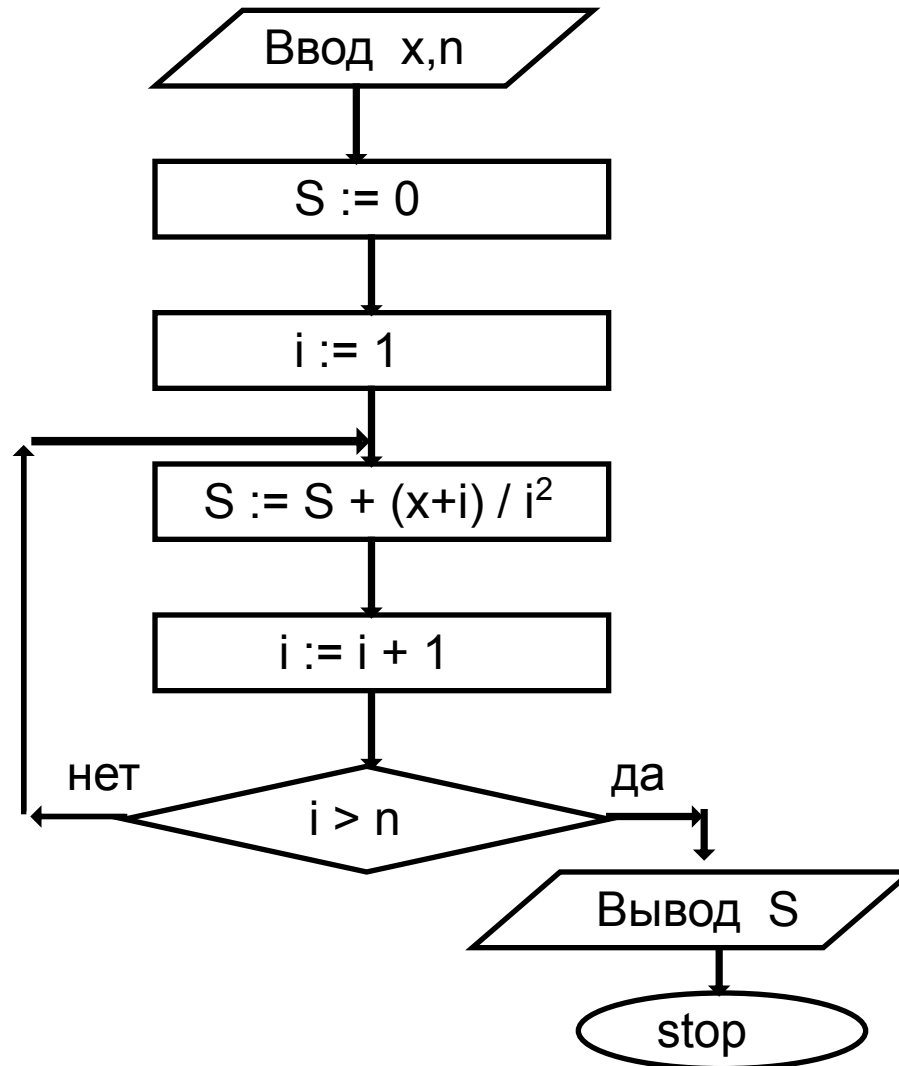 Ввод x,n
S := 0
i := 1
S := S + (x+i) / i²
i := i + 1
нет
да
i > n
Вывод S
stop